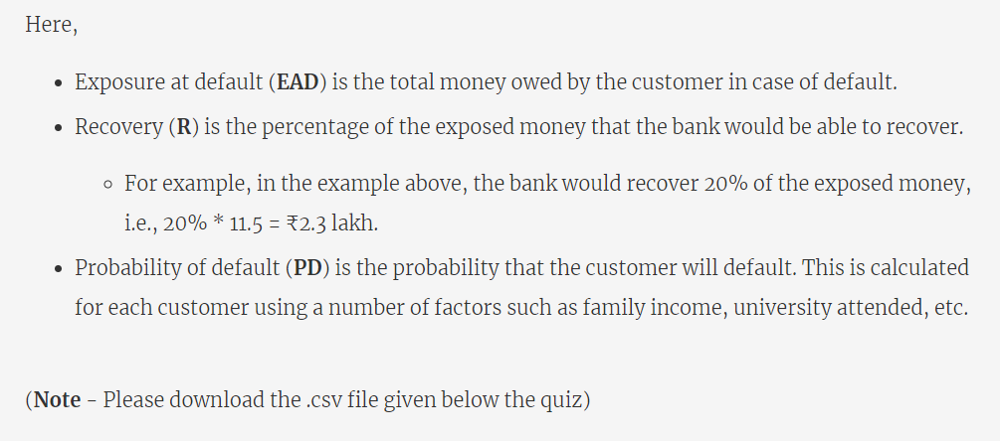 Here,
• Exposure at default (EAD) is the total money owed by the customer in case of default.
• Recovery (R) is the percentage of the exposed money that the bank would be able to recover.
○ For example, in the example above, the bank would recover 20% of the exposed money,
i.e., 20% * 11.5 = ₹2.3 lakh.
• Probability of default (PD) is the probability that the customer will default. This is calculated
for each customer using a number of factors such as family income, university attended, etc.
(Note - Please download the .csv file given below the quiz)